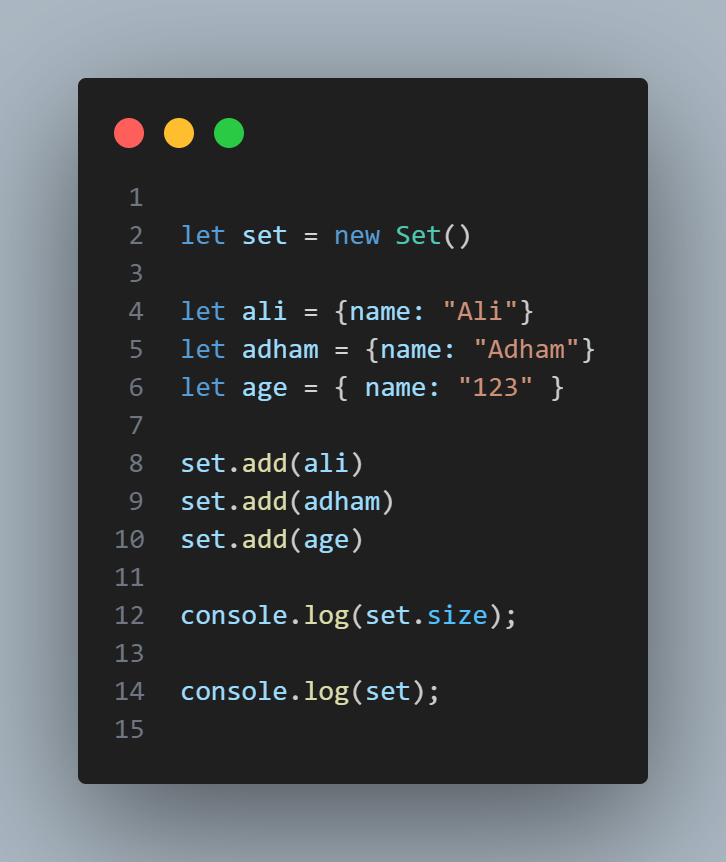 1
2 let set = new Set()
3
4 let ali = {name: "Ali"}
5 let adham = {name: "Adham"}
6 let age = { name: "123" }
7
8 set.add(ali)
9 set.add(adham)
10 set.add(age)
11
12 console.log(set.size);
13
14 console.log(set);
15